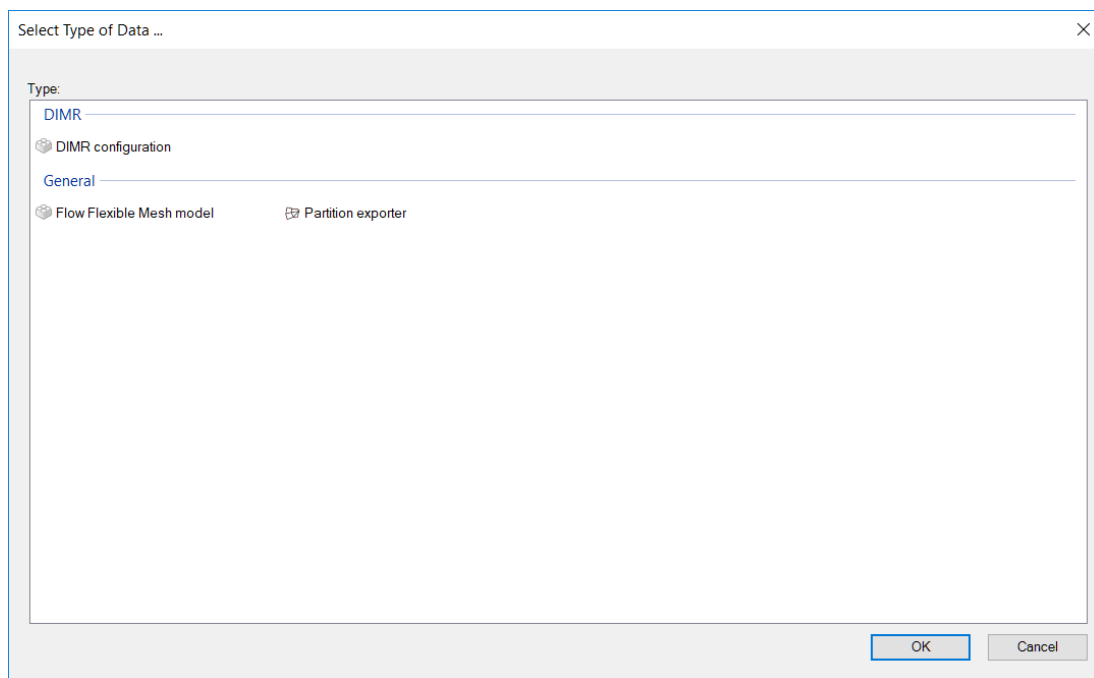 Select Type of Data ...
Type:
DIMR
DIMR configuration
General
Flow Flexible Mesh model Partition exporter
OK Cancel